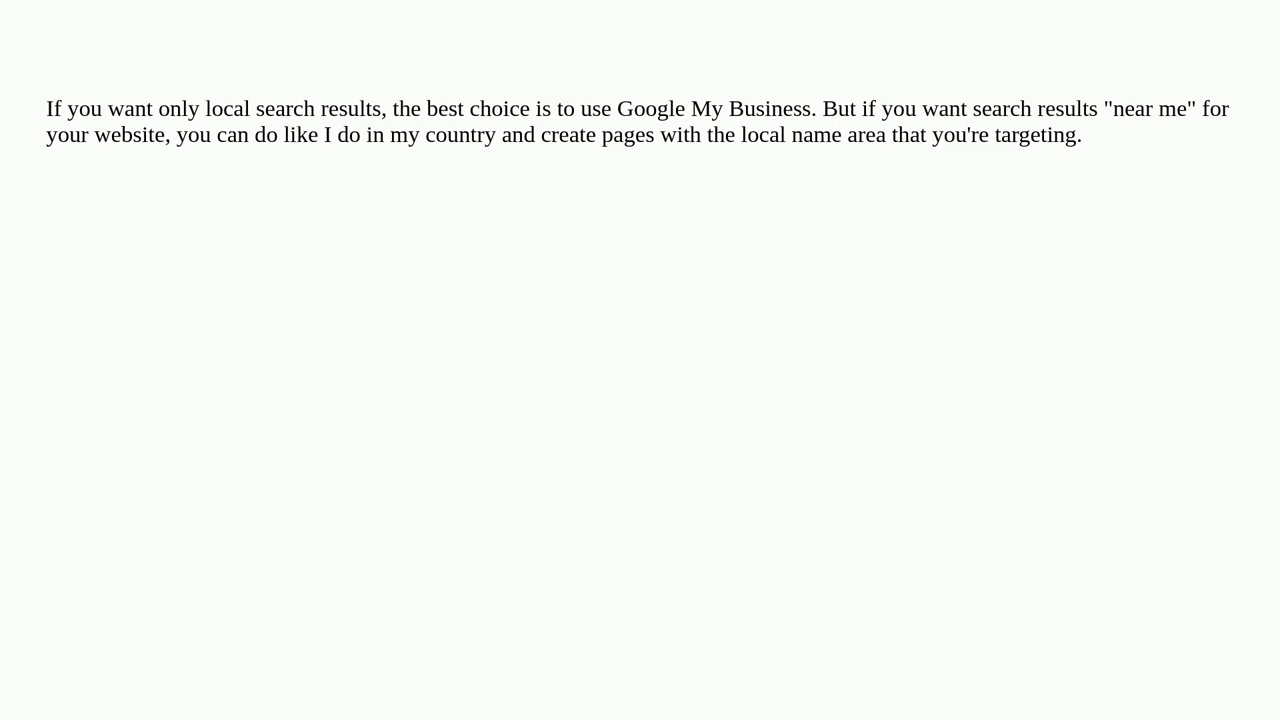 If you want only local search results, the best choice is to use Google My Business. But if you want search results "near me" for
your website, you can do like I do in my country and create pages with the local name area that you're targeting.